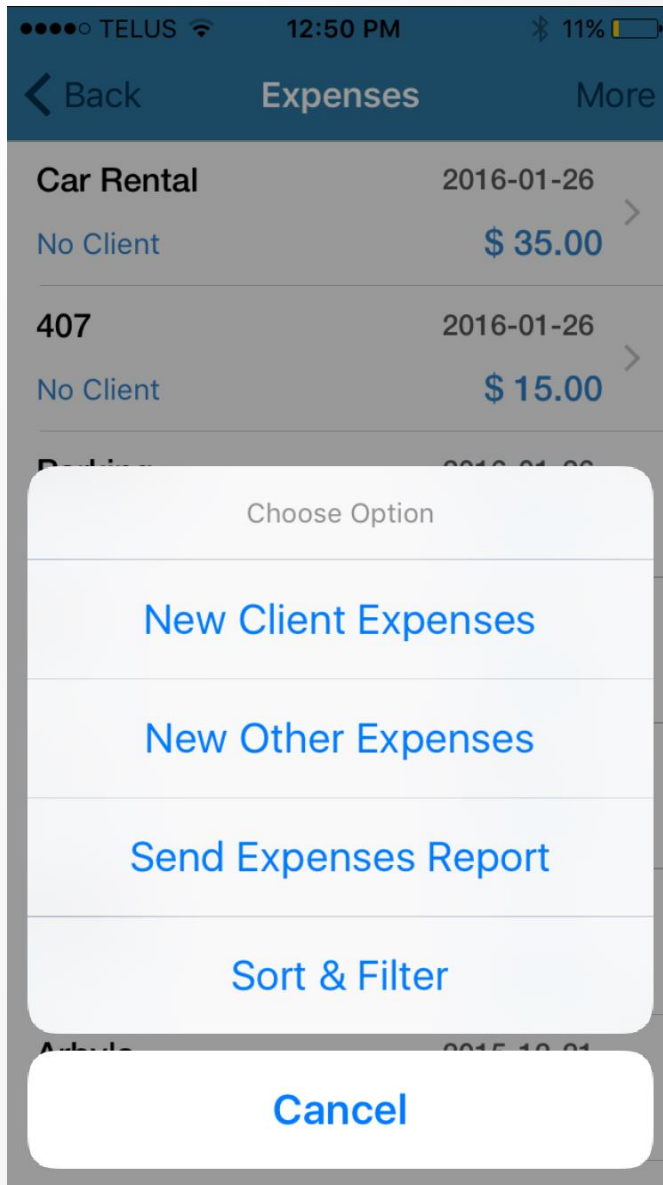 TELUS 12:50 PM 11%
Back Expenses More
Car Rental 2016-01-26
No Client $ 35.00
407 2016-01-26
No Client $ 15.00
Choose Option
New Client Expenses
New Other Expenses
Send Expenses Report
Sort & Filter
Cancel